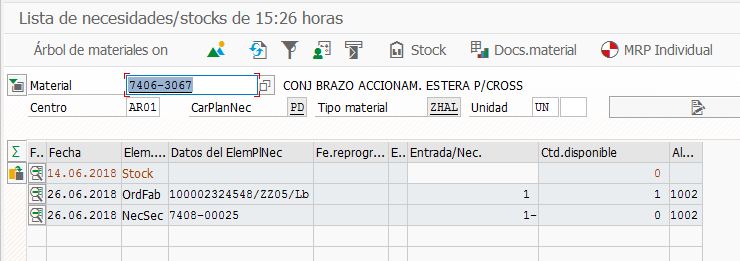 Lista de necesidades/stocks de 15:26 horas
Árbol de materiales on Stock Docs.material MRP Individual
Material 7406-3067 CONJ BRAZO ACCIONAM. ESTERA P/CROSS
Centro AR01 CarPlanNec PD Tipo material ZHAL Unidad UN
F.. Fecha Elem.... Datos del ElemPlNec Fe.reprogr... E.. Entrada/Nec. Ctd.disponible Al...
14.06.2018 Stock 0
26.06.2018 OrdFab 100002324548/ZZ05/Lb 1 1 1002
26.06.2018 NecSec 7408-00025 1- 0 1002